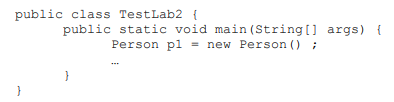 public class TestLab2 {
public static void main(String[] args) {
Person p1 = new Person() ;
…
}
}